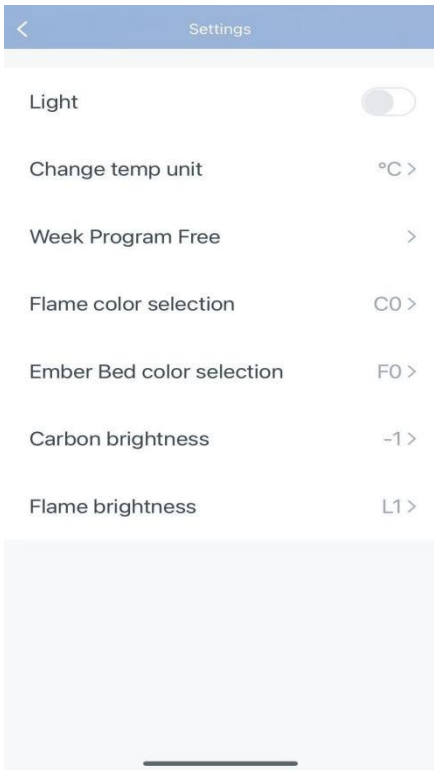 Settings
Light
Change temp unit °C
Week Program Free
Flame color selection C0
Ember Bed color selection F0
Carbon brightness -1
Flame brightness L1